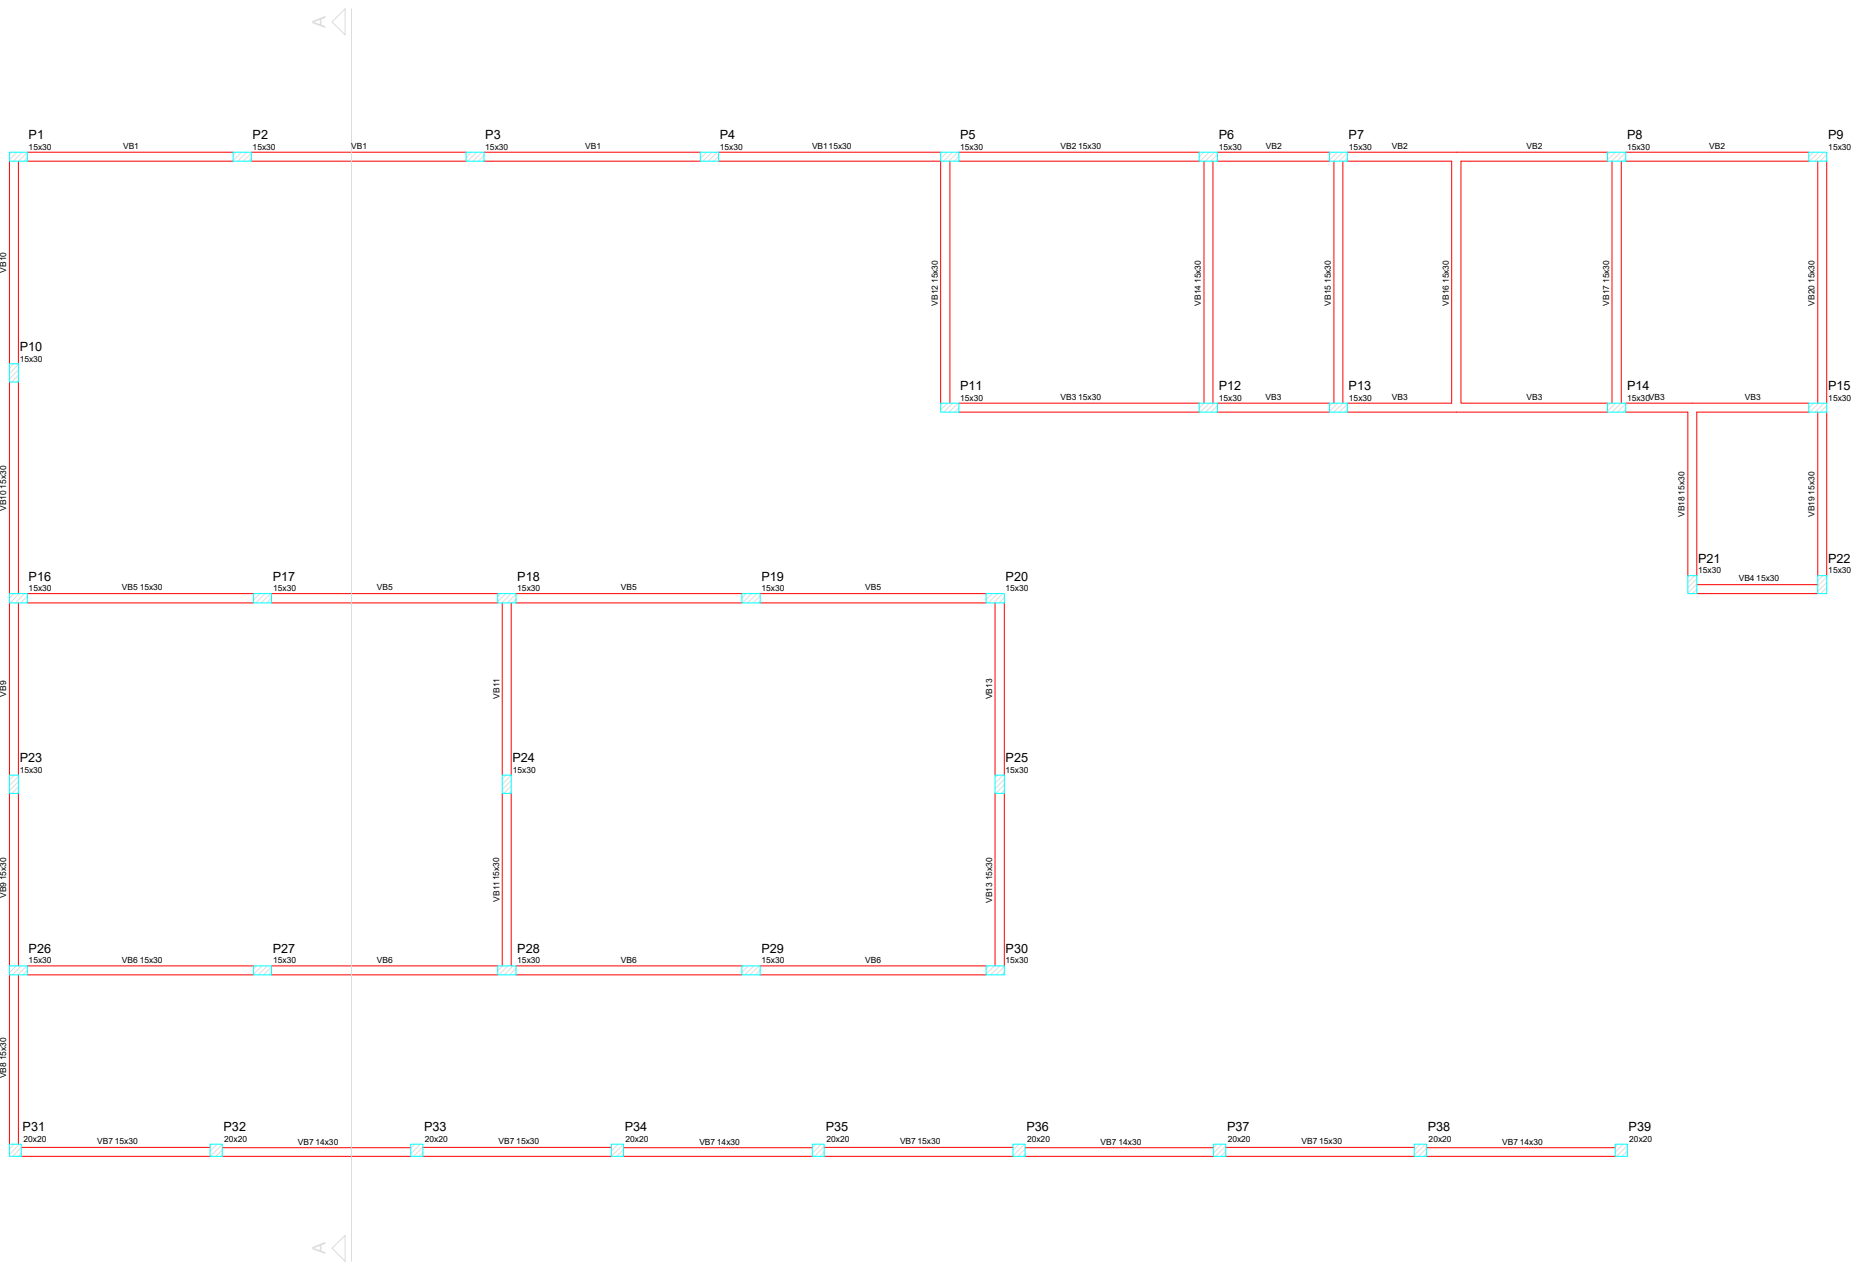 A
P1
15x30
VB1
P2
15x30
VB1
P3
15x30
VB1
P4
15x30
VB1 15x30
P5
15x30
VB2 15x30
P6
15x30
VB2
P7
15x30
VB2
VB2
P8
15x30
VB2
P9
15x30
VB10
VB12 15x30
VB14 15x30
VB15 15x30
VB16 15x30
VB17 15x30
VB20 15x30
P10
15x30
P11
15x30
VB3 15x30
P12
15x30
VB3
P13
15x30
VB3
VB3
P14
15x30
VB3
VB3
P15
15x30
VB10 15x30
VB18 15x30
VB19 15x30
P16
15x30
VB5 15x30
P17
15x30
VB5
P18
15x30
VB5
P19
15x30
VB5
P20
15x30
P21
15x30
VB4 15x30
P22
15x30
VB9
VB11
VB13
P23
15x30
P24
15x30
P25
15x30
VB9 15x30
VB11 15x30
VB13 15x30
P26
15x30
VB6 15x30
P27
15x30
VB6
P28
15x30
VB6
P29
15x30
VB6
P30
15x30
VB8 15x30
P31
20x20
VB7 15x30
P32
20x20
VB7 14x30
P33
20x20
VB7 15x30
P34
20x20
VB7 14x30
P35
20x20
VB7 15x30
P36
20x20
VB7 14x30
P37
20x20
VB7 15x30
P38
20x20
VB7 14x30
P39
20x20
A